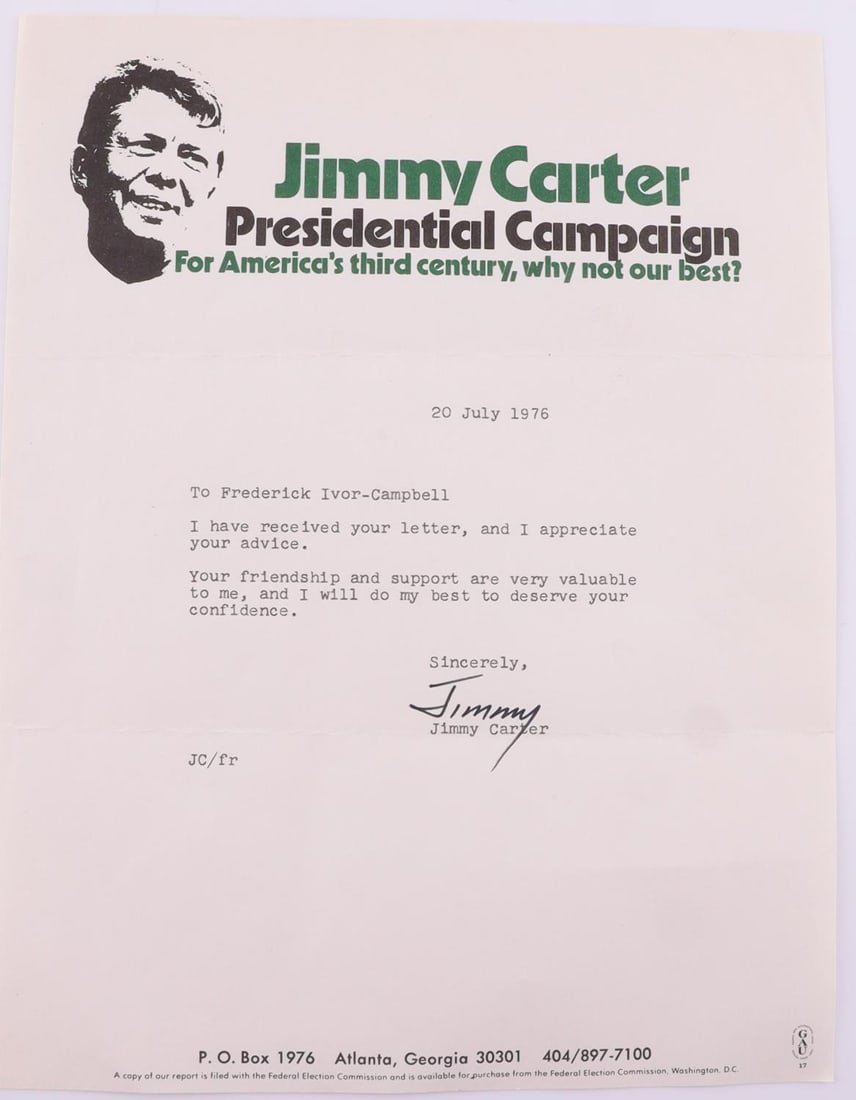 Jimmy Carter
Presidential Campaign
For America's third century, why not our best?
20 July 1976
To Frederick Ivor-Campbell
I have received your letter, and I appreciate
your advice.
Your friendship and support are very valuable
to me, and I will do my best to deserve your
confidence.
Sincerely,
Jimmy
Jimmy Carter
JC/fr
P. O. Box 1976 Atlanta, Georgia 30301 404/897-7100
A copy of our report is filed with the Federal Election Commission and is available for purchase from the Federal Election Commission, Washington, D.C.
GAU
17